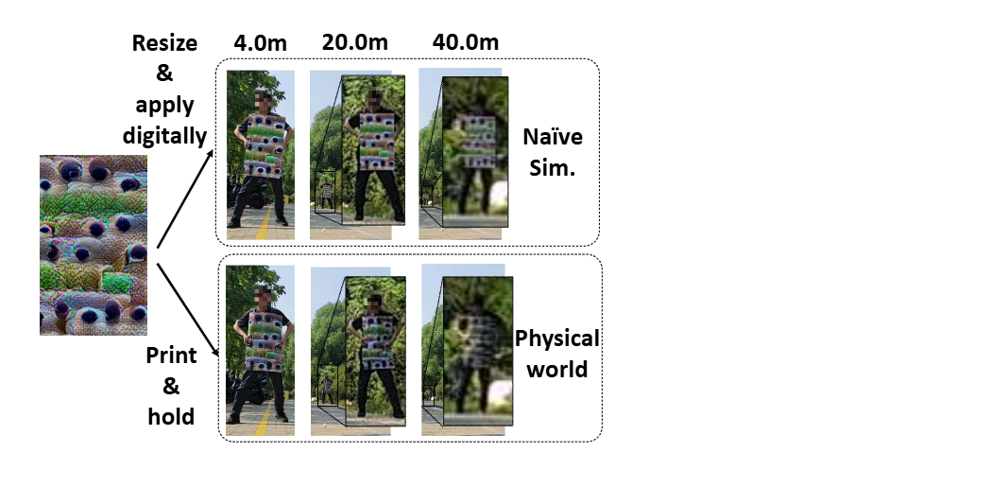 Resize
&
apply
digitally
4.0m 20.0m 40.0m
Naïve
Sim.
Print
&
hold
Physical
world